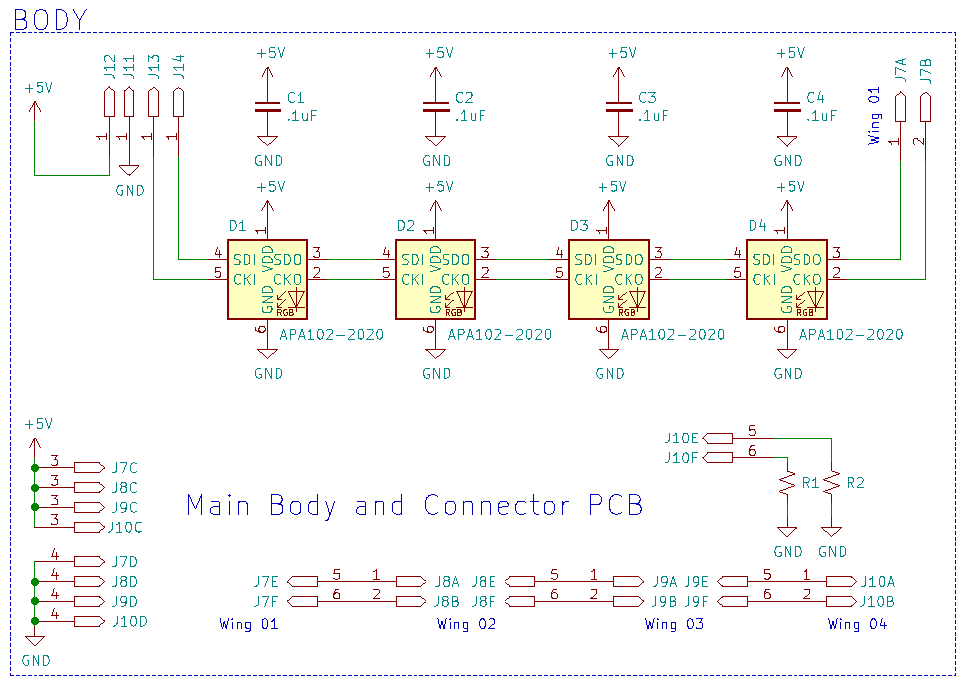 BODY
+5V +5V +5V +5V
+5V J12 J11 J13 J14 C1 .1uF C2 .1uF C3 .1uF C4 .1uF Wing 01 J7A J7B
1 1 1 1 1 2
GND GND GND GND GND
+5V +5V +5V +5V
D1 1 D2 1 D3 1 D4 1
4 SDI VDD SDO 3 4 SDI VDD SDO 3 4 SDI VDD SDO 3 4 SDI VDD SDO 3
5 CKI CKO 2 5 CKI CKO 2 5 CKI CKO 2 5 CKI CKO 2
GND RGB GND RGB GND RGB GND RGB
6 APA102-2020 6 APA102-2020 6 APA102-2020 6 APA102-2020
GND GND GND GND
+5V
J10E 5
J10F 6
3 J7C
3 J8C
3 J9C
3 J10C
R1 R2
Main Body and Connector PCB
GND GND
4 J7D
4 J8D
4 J9D
4 J10D
GND
J7E 5 1 J8A J8E 5 1 J9A J9E 5 1 J10A
J7F 6 2 J8B J8F 6 2 J9B J9F 6 2 J10B
Wing 01 Wing 02 Wing 03 Wing 04